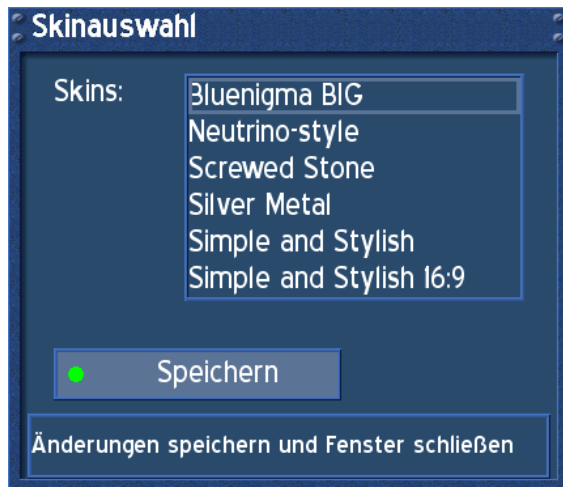 Skinauswahl
Skins:
Bluenigma BIG
Neutrino-style
Screwed Stone
Silver Metal
Simple and Stylish
Simple and Stylish 16:9
Speichern
Änderungen speichern und Fenster schließen